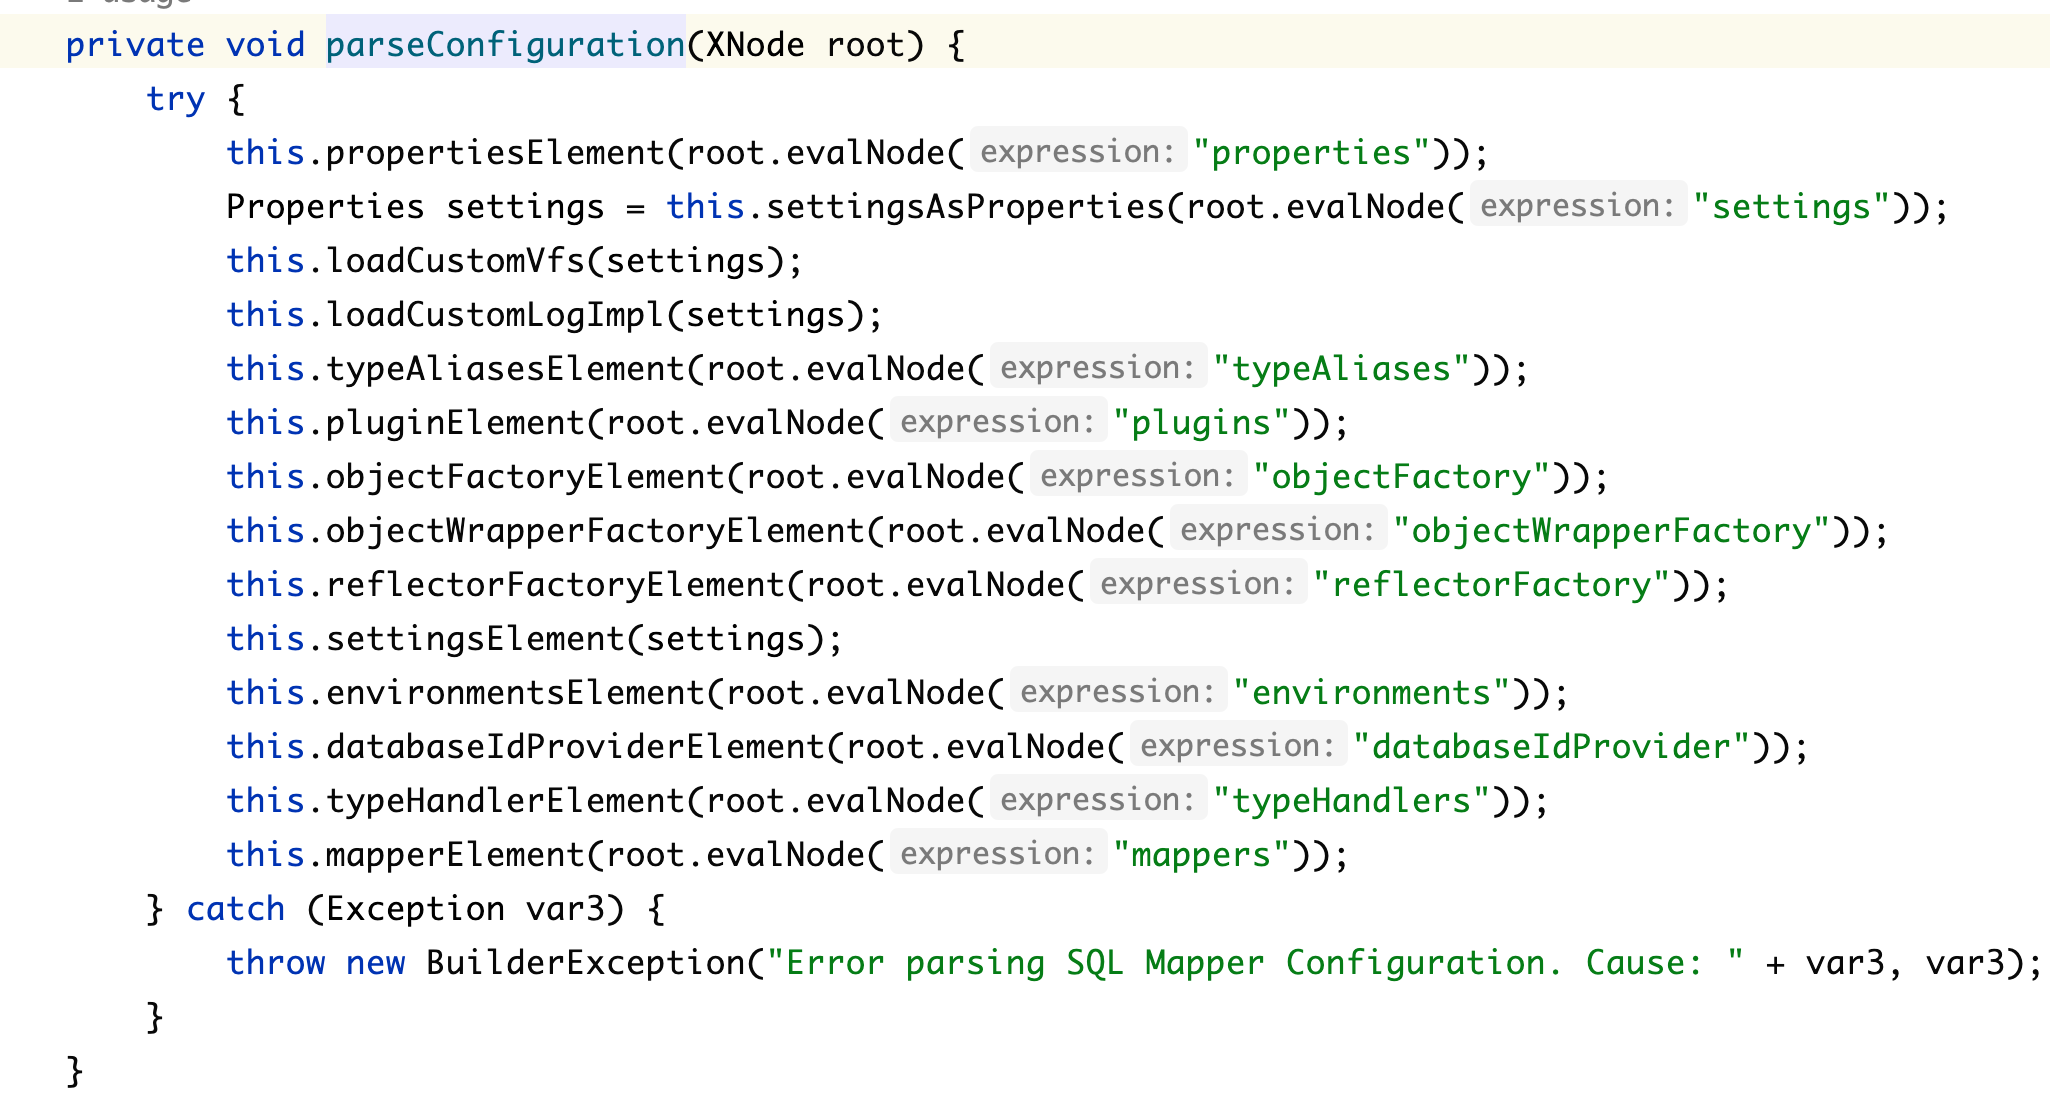 usage
private void parseConfiguration(XNode root) {
    try {
        this.propertiesElement(root.evalNode( expression: "properties"));
        Properties settings = this.settingsAsProperties(root.evalNode( expression: "settings"));
        this.loadCustomVfs(settings);
        this.loadCustomLogImpl(settings);
        this.typeAliasesElement(root.evalNode( expression: "typeAliases"));
        this.pluginElement(root.evalNode( expression: "plugins"));
        this.objectFactoryElement(root.evalNode( expression: "objectFactory"));
        this.objectWrapperFactoryElement(root.evalNode( expression: "objectWrapperFactory"));
        this.reflectorFactoryElement(root.evalNode( expression: "reflectorFactory"));
        this.settingsElement(settings);
        this.environmentsElement(root.evalNode( expression: "environments"));
        this.databaseIdProviderElement(root.evalNode( expression: "databaseIdProvider"));
        this.typeHandlerElement(root.evalNode( expression: "typeHandlers"));
        this.mapperElement(root.evalNode( expression: "mappers"));
    } catch (Exception var3) {
        throw new BuilderException("Error parsing SQL Mapper Configuration. Cause: " + var3, var3);
    }
}